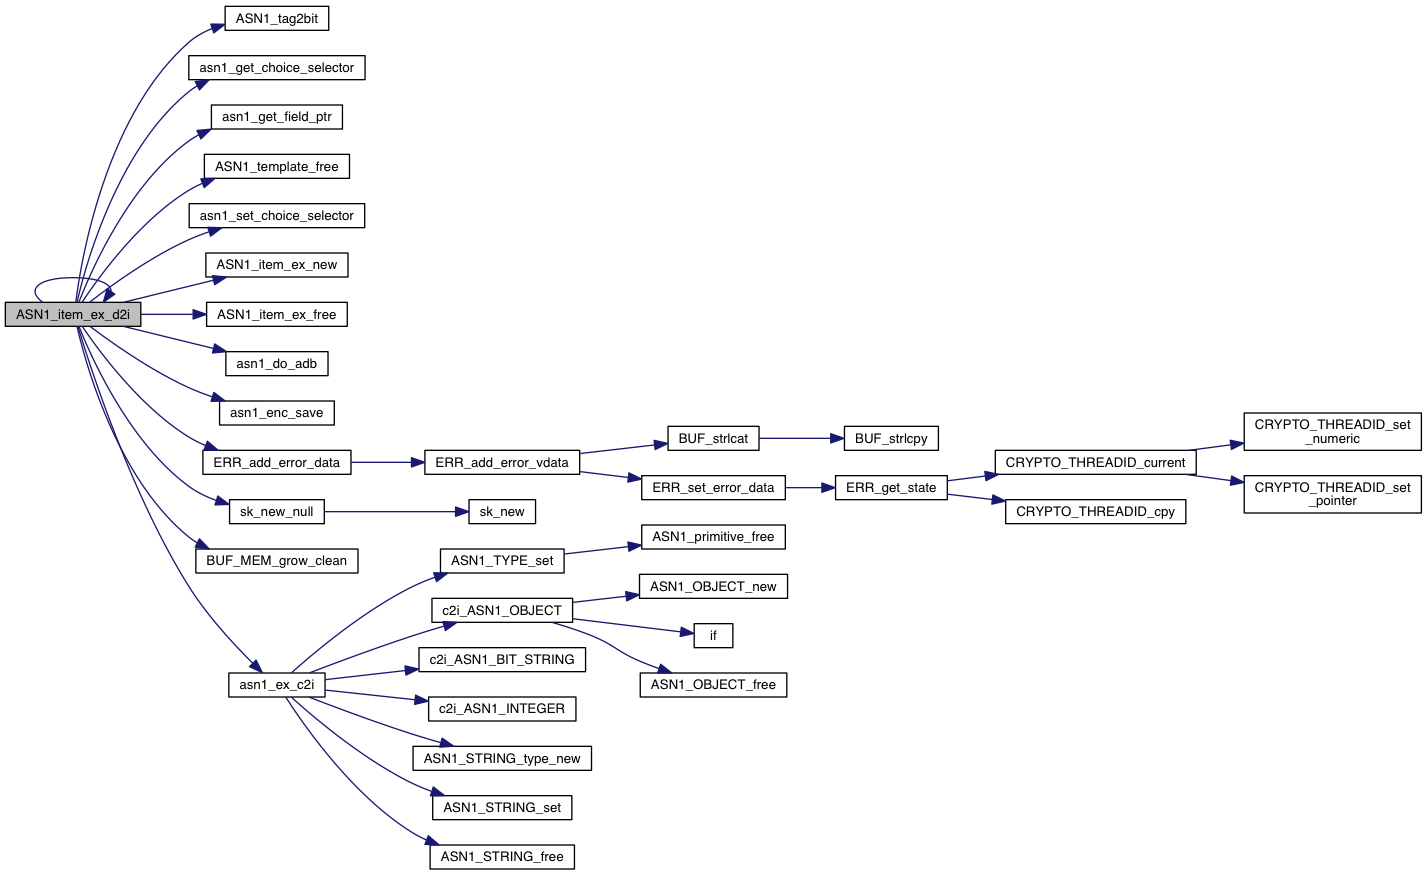 ASN1_tag2bit
asn1_get_choice_selector
asn1_get_field_ptr
ASN1_template_free
asn1_set_choice_selector
ASN1_item_ex_new
ASN1_item_ex_d2i
ASN1_item_ex_free
asn1_do_adb
asn1_enc_save
ERR_add_error_data
ERR_add_error_vdata
BUF_strlcat
BUF_strlcpy
CRYPTO_THREADID_set
_numeric
CRYPTO_THREADID_current
ERR_set_error_data
ERR_get_state
CRYPTO_THREADID_set
_pointer
CRYPTO_THREADID_cpy
sk_new_null
sk_new
BUF_MEM_grow_clean
ASN1_TYPE_set
ASN1_primitive_free
c2i_ASN1_OBJECT
ASN1_OBJECT_new
if
ASN1_OBJECT_free
asn1_ex_c2i
c2i_ASN1_BIT_STRING
c2i_ASN1_INTEGER
ASN1_STRING_type_new
ASN1_STRING_set
ASN1_STRING_free